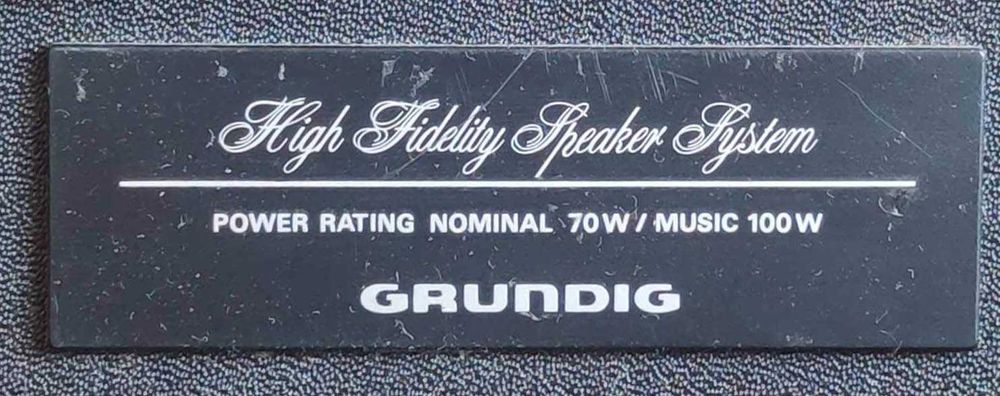 High Fidelity Speaker System
POWER RATING NOMINAL 70W / MUSIC 100W
GRUNDIG